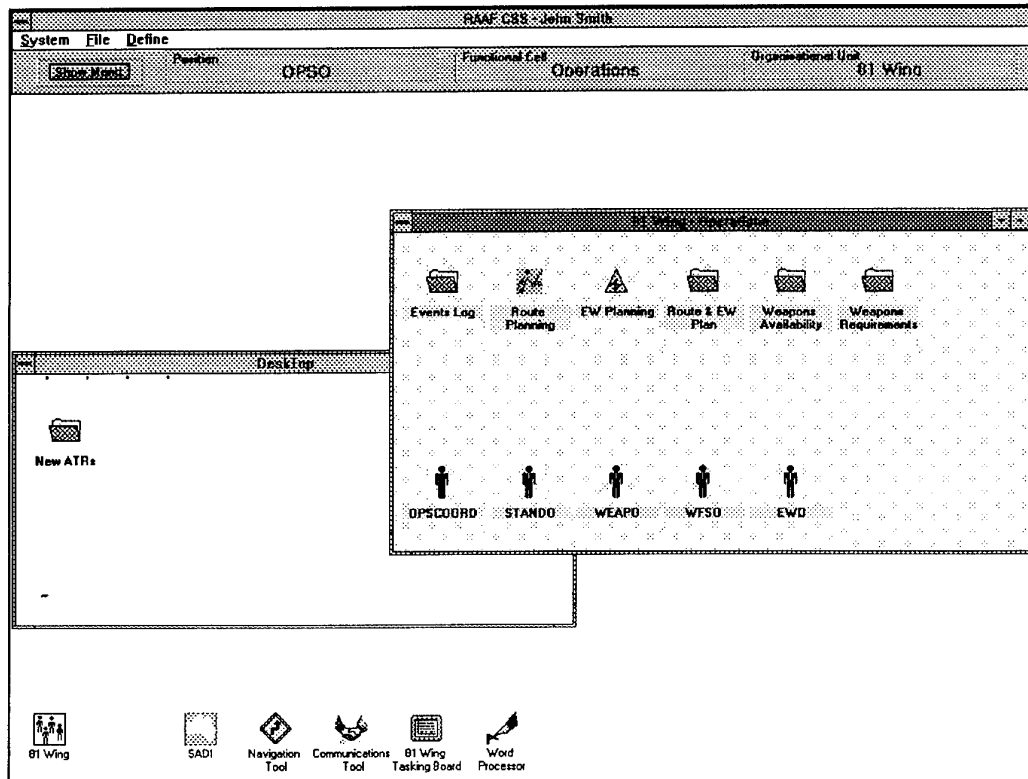 RAAF CSS - John Smith
System File Define
Show Menu
Position
OPSO
Functional Cell
Operations
Organisational Unit
81 Wing
81 Wing - Operations
Events Log
Route
Planning
EW Planning
Route & EW
Plan
Weapons
Availability
Weapons
Requirements
Desktop
New ATRs
OPSCOORD
STANDO
WEAPO
WFSO
EWO
81 Wing
SADI
Navigation
Tool
Communications
Tool
81 Wing
Tasking Board
Word
Processor